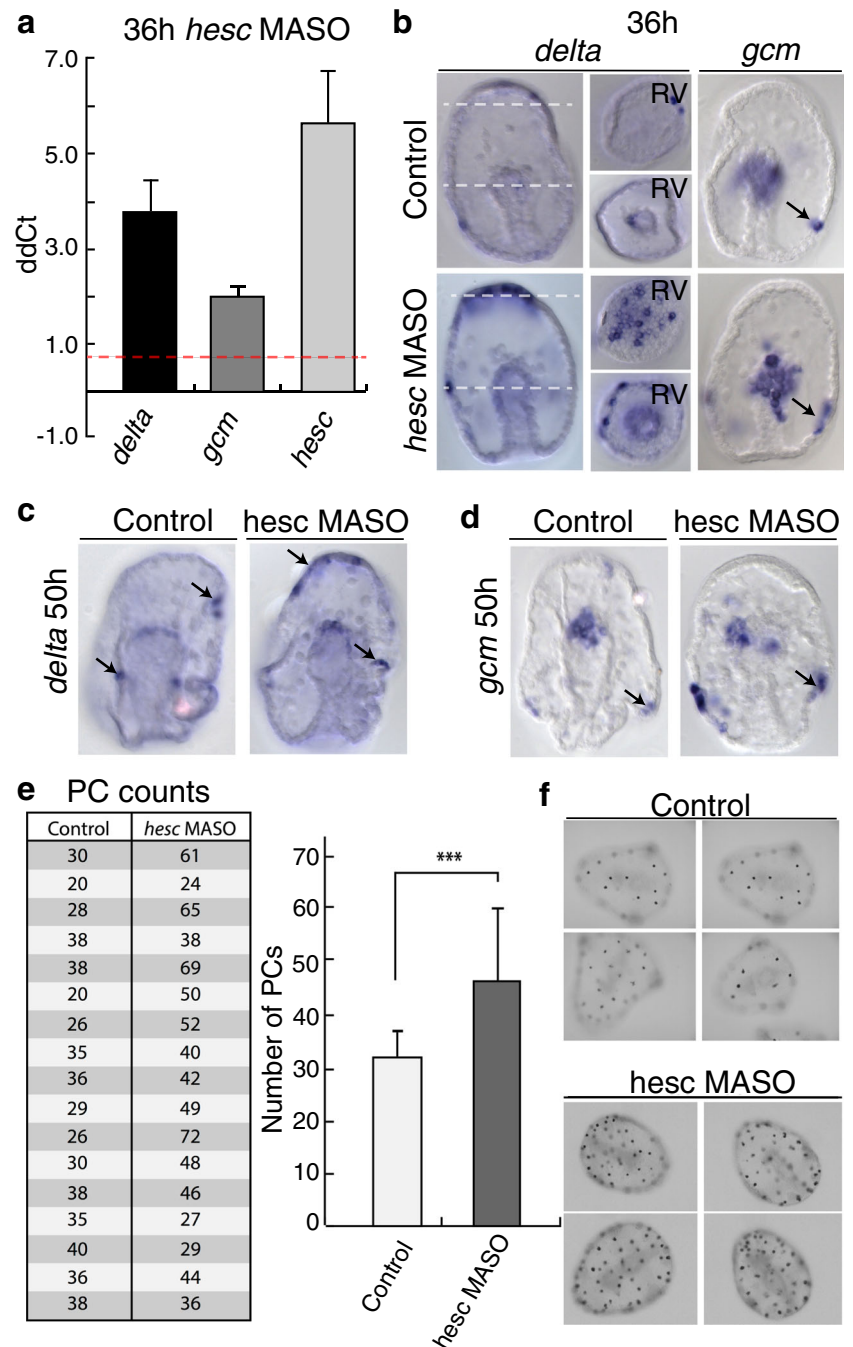 a 36h hesc MASO
7.0
5.0
3.0
1.0
-1.0
ddCt
delta
gcm
hesc
b 36h
delta gcm
Control
RV
RV
hesc MASO
RV
RV
c Control hesc MASO
delta 50h
d Control hesc MASO
gcm 50h
e PC counts
Control hesc MASO
30 61
20 24
28 65
38 38
38 69
20 50
26 52
35 40
36 42
29 49
26 72
30 48
38 46
35 27
40 29
36 44
38 36
***
70
60
50
40
30
20
10
0
Number of PCs
Control
hesc MASO
f Control
hesc MASO